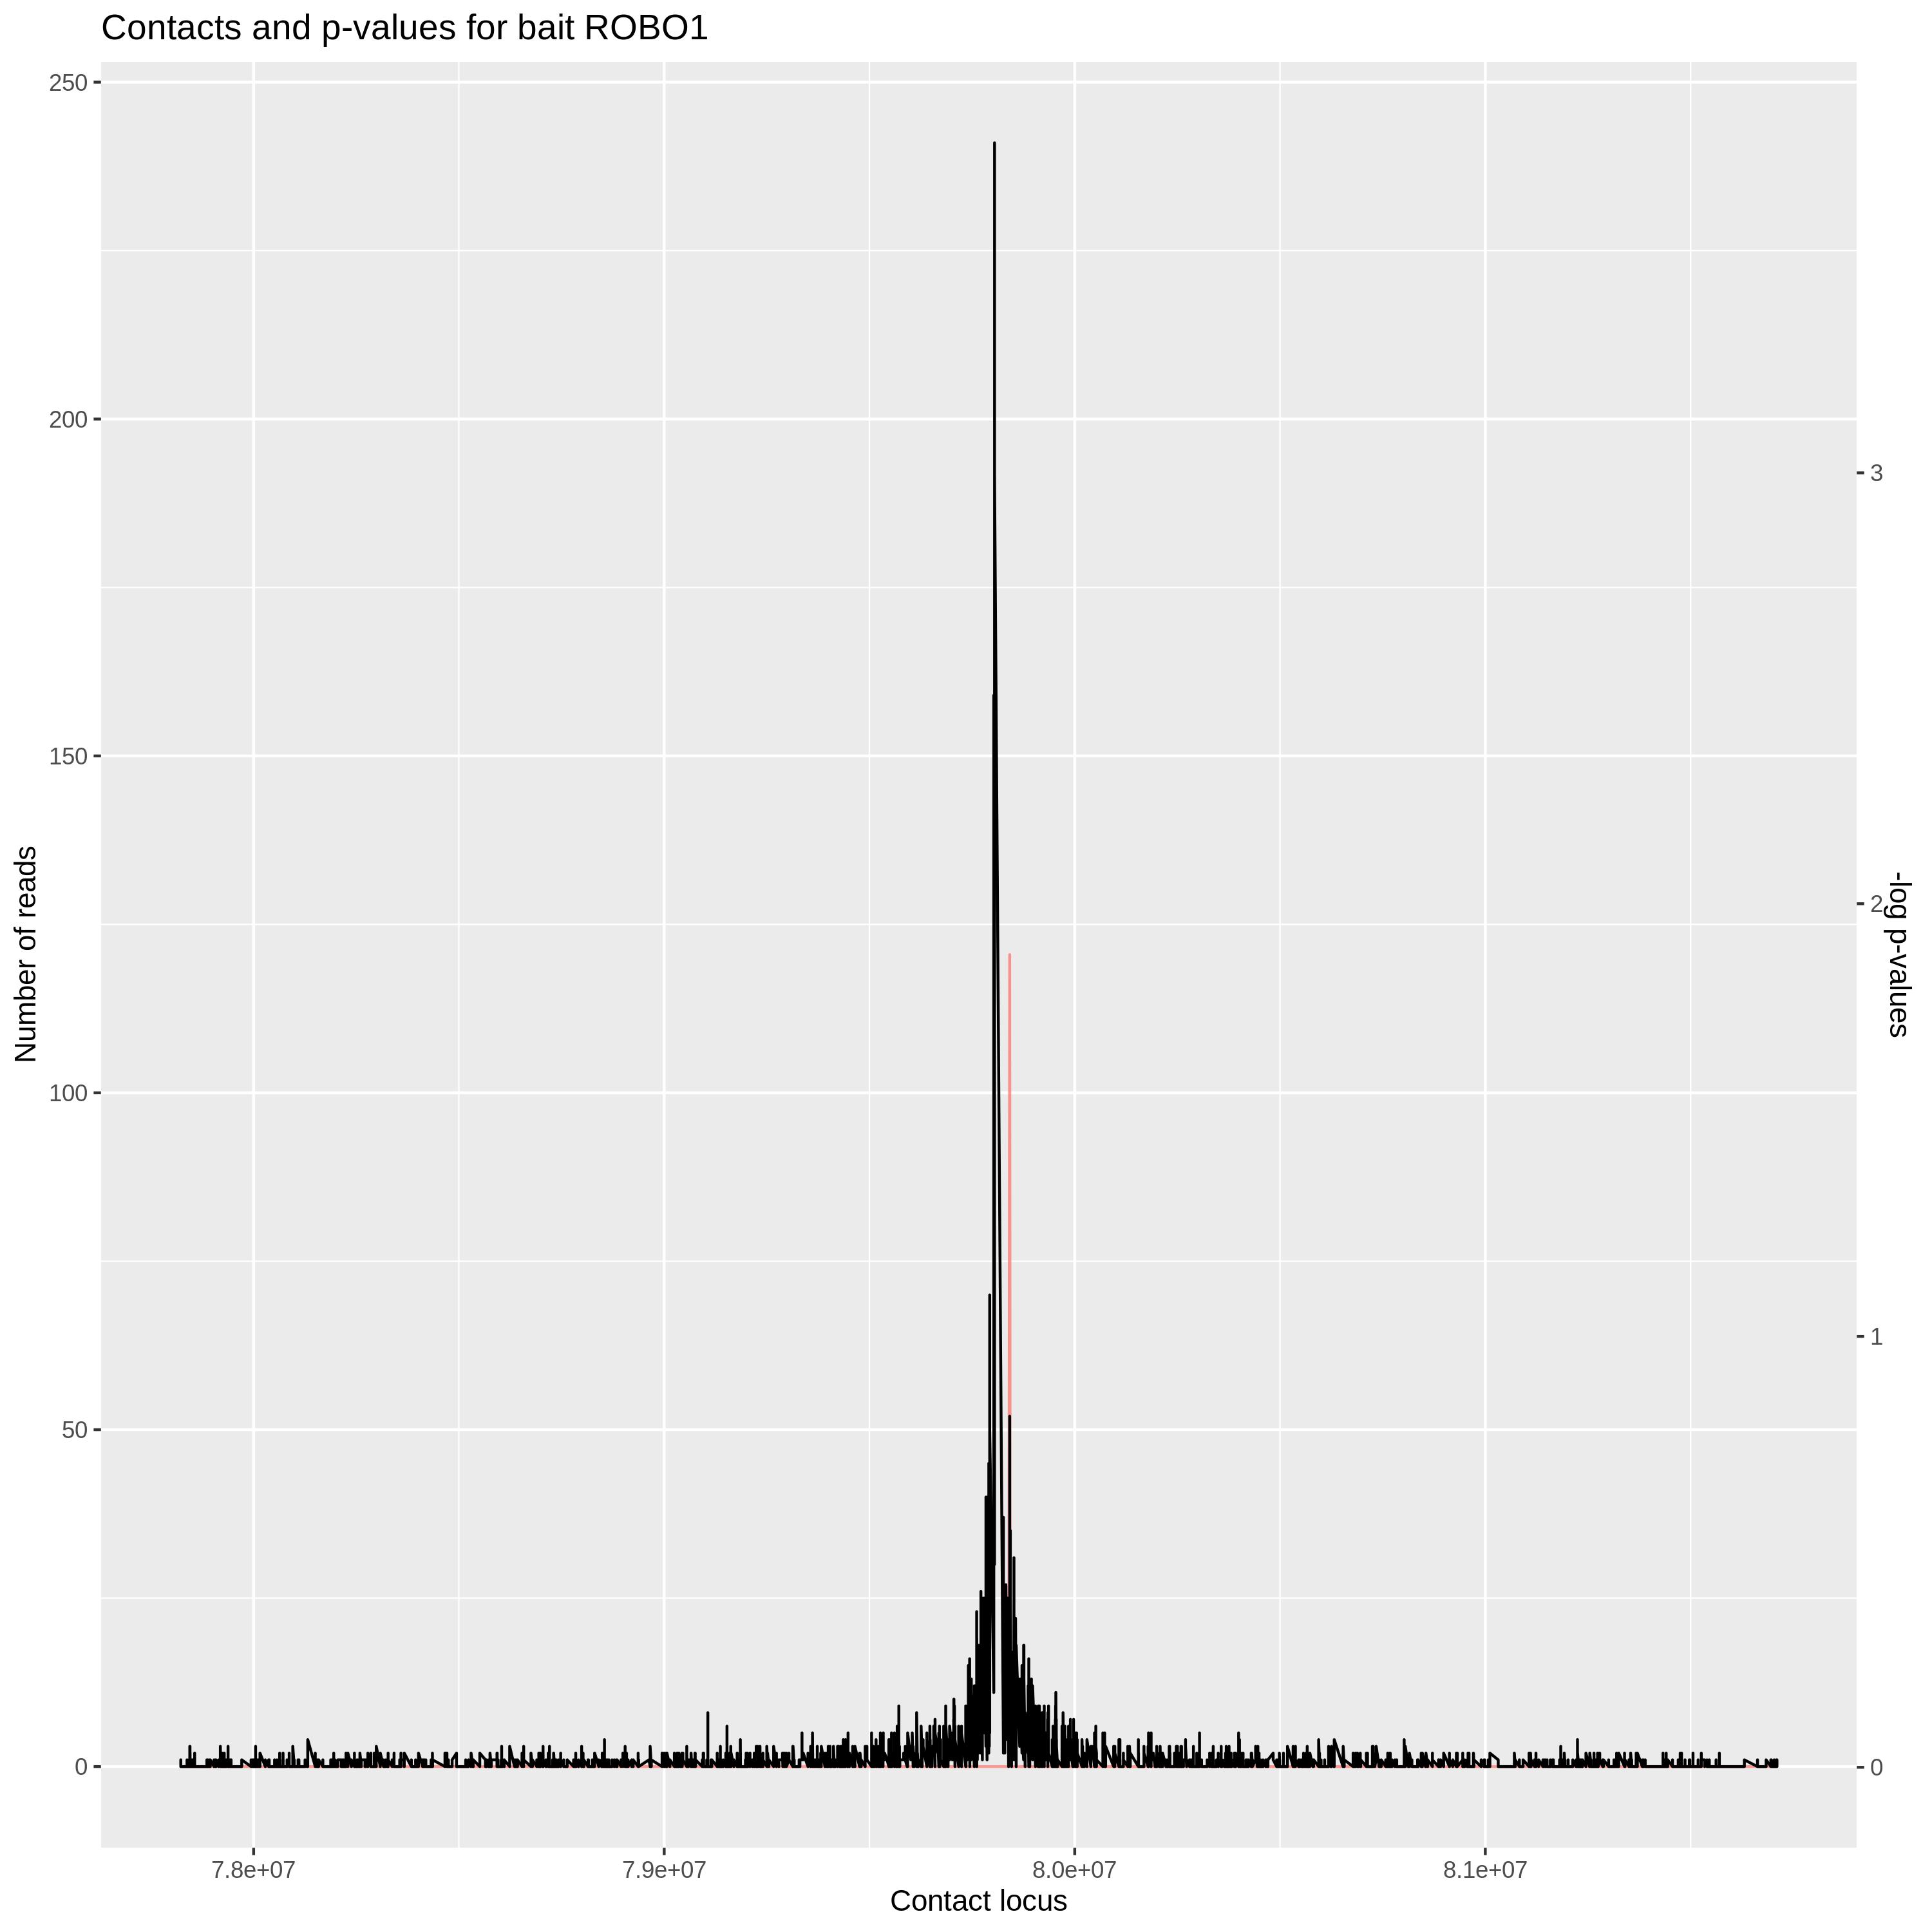 Contacts and p-values for bait ROBO1
250
200
150
100
50
0
Number of reads
3
2
1
0
-log p-values
7.8e+07
7.9e+07
8.0e+07
8.1e+07
Contact locus